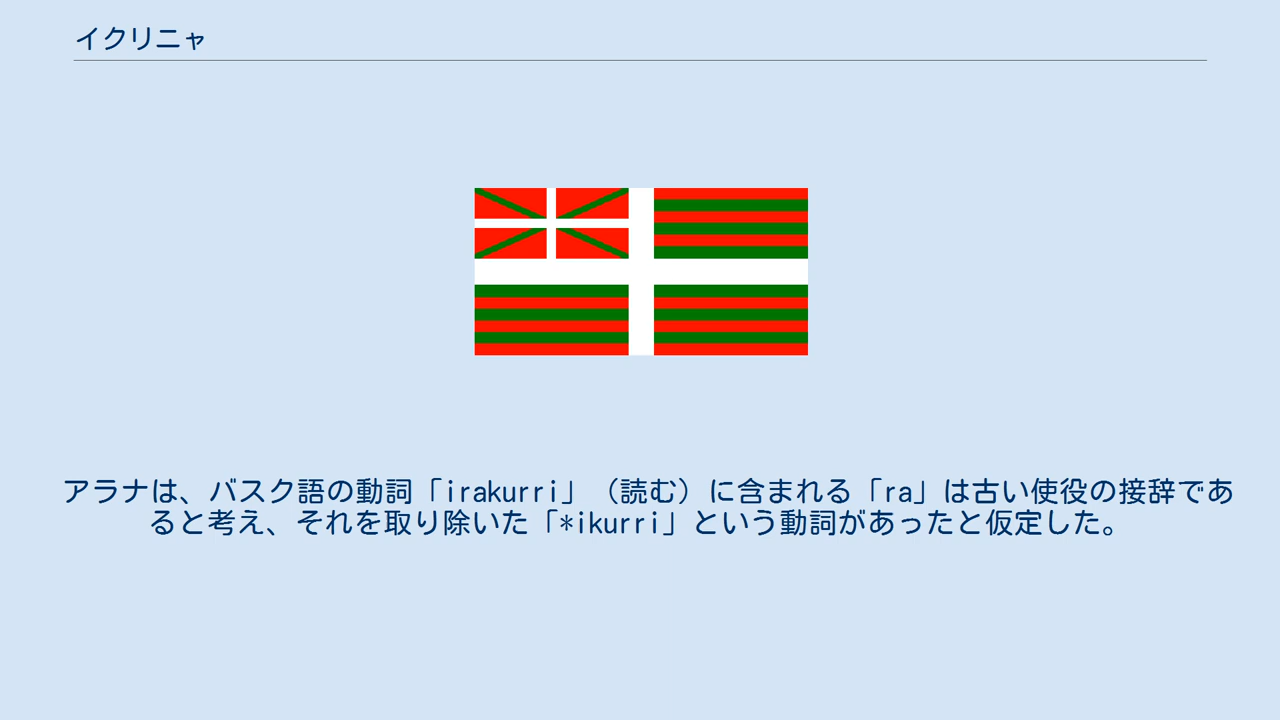 イクリニャ
アラナは、バスク語の動詞「irakurri」（読む）に含まれる「ra」は古い使役の接辞であ
ると考え、それを取り除いた「*ikurri」という動詞があったと仮定した。